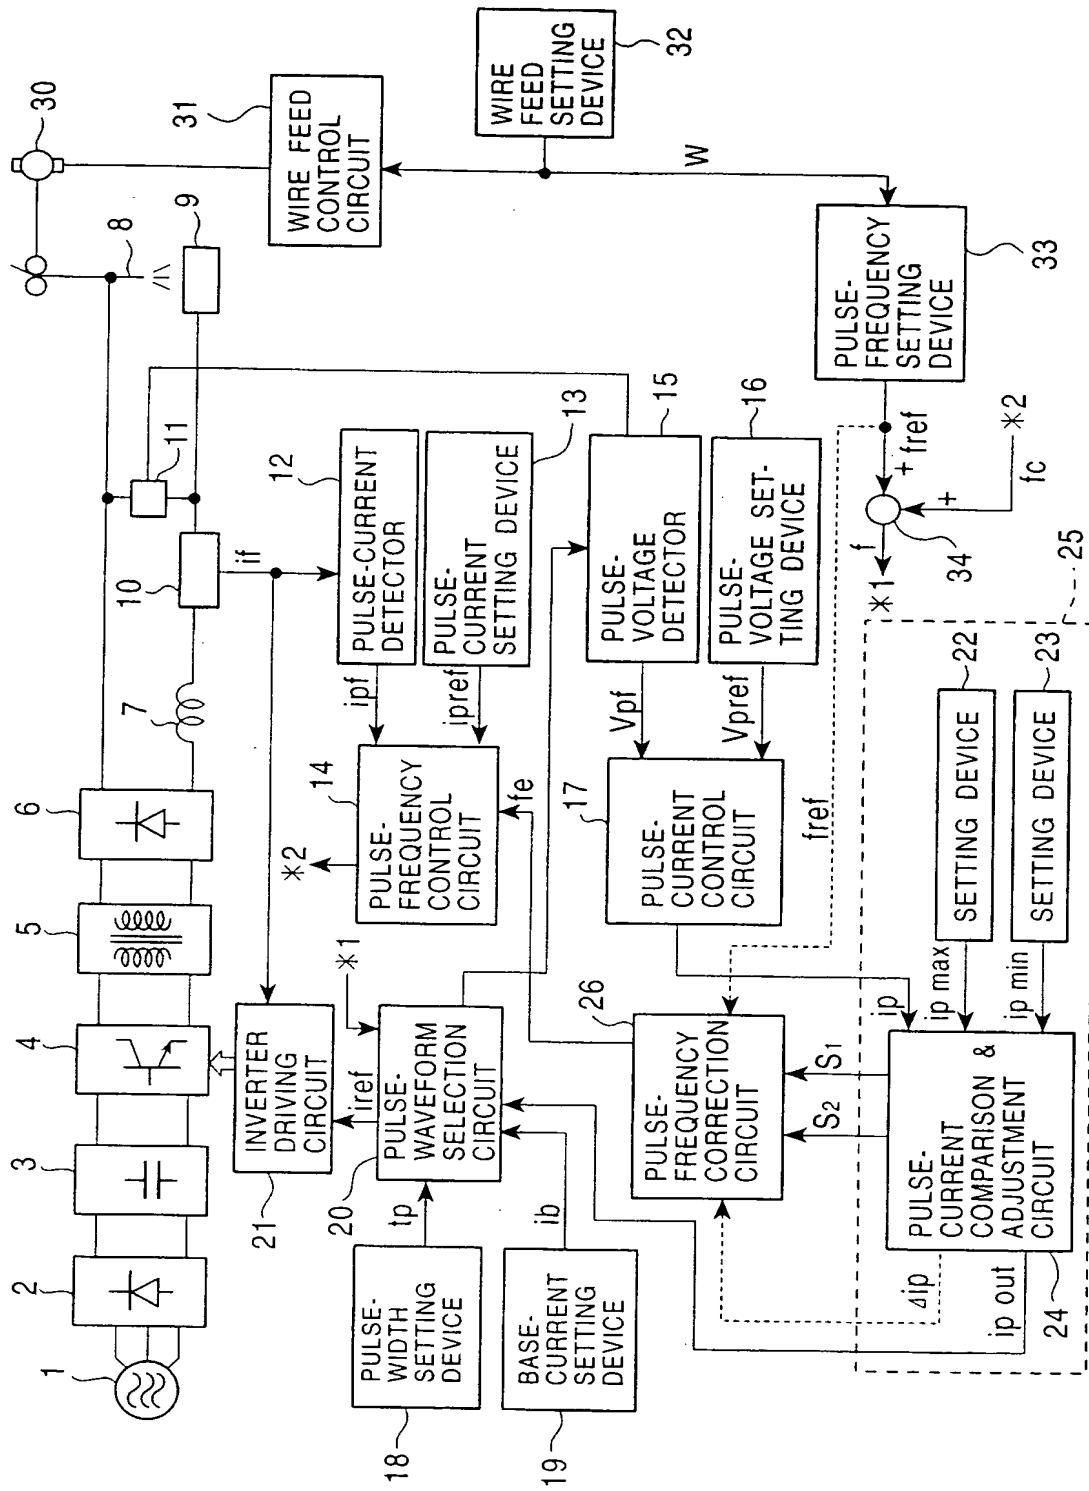 1
2
3
4
5
6
7
8
9
10
11
if
30
31
WIRE FEED
CONTROL
CIRCUIT
WIRE
FEED
SETTING
DEVICE
32
W
21
INVERTER
DRIVING
CIRCUIT
iref
*1
20
PULSE-
WAVEFORM
SELECTION
CIRCUIT
tp
ib
18
PULSE-
WIDTH
SETTING
DEVICE
19
BASE-
CURRENT
SETTING
DEVICE
*2
14
PULSE-
FREQUENCY
CONTROL
CIRCUIT
fe
ipf
ipref
12
PULSE-CURRENT
DETECTOR
13
PULSE-
CURRENT
SETTING DEVICE
15
PULSE-
VOLTAGE
DETECTOR
16
PULSE-
VOLTAGE SET-
TING DEVICE
Vpf
Vpref
17
PULSE-
CURRENT
CONTROL
CIRCUIT
fref
26
PULSE-
FREQUENCY
CORRECTION
CIRCUIT
S1
S2
PULSE-
FREQUENCY
SETTING
DEVICE
33
+
fref
+
fc
*2
f
*1
34
25
22
SETTING DEVICE
23
SETTING DEVICE
ip
ip max
ip min
PULSE-
CURRENT
COMPARISON &
ADJUSTMENT
CIRCUIT
24
Δip
ip out